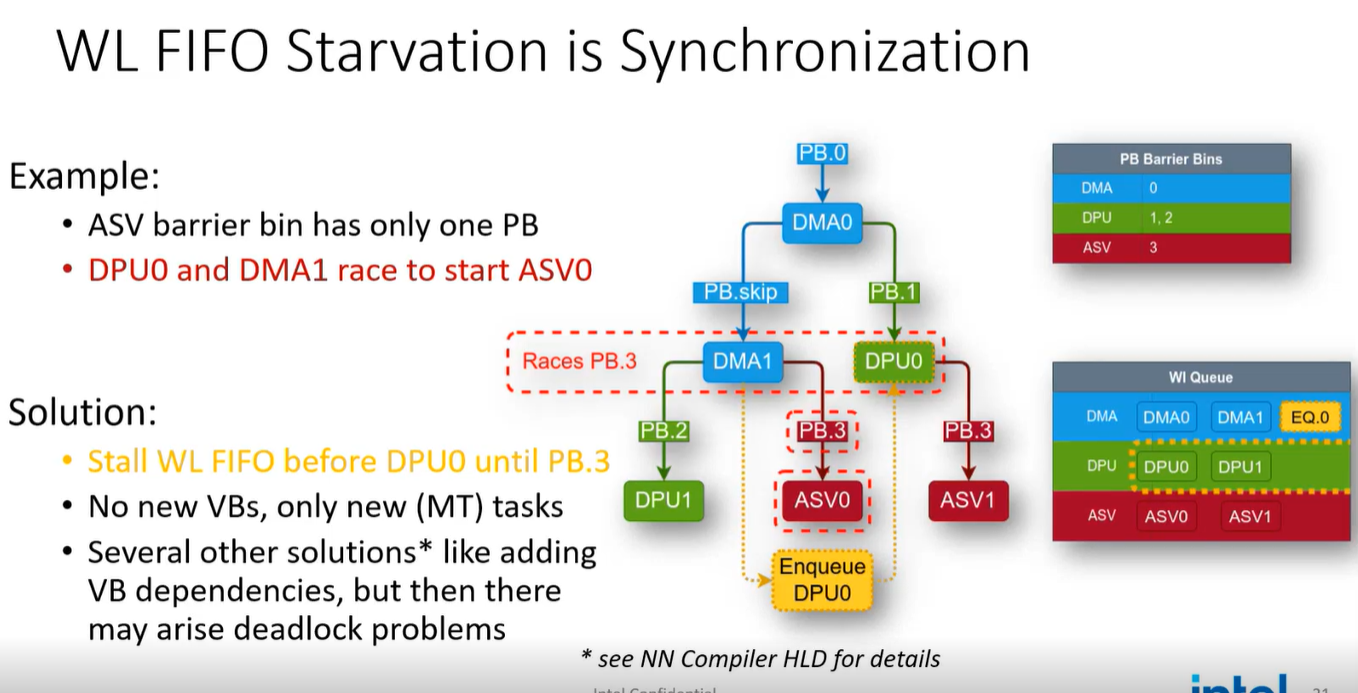 WL FIFO Starvation is Synchronization
Example:
• ASV barrier bin has only one PB
• DPU0 and DMA1 race to start ASV0
Solution:
• Stall WL FIFO before DPU0 until PB.3
• No new VBs, only new (MT) tasks
• Several other solutions* like adding
VB dependencies, but then there
may arise deadlock problems
PB.0
DMA0
PB.skip
PB.1
Races PB.3
DMA1
DPU0
PB.2
PB.3
PB.3
DPU1
ASV0
ASV1
Enqueue
DPU0
PB Barrier Bins
DMA 0
DPU 1, 2
ASV 3
WI Queue
DMA DMA0 DMA1 EQ.0
DPU DPU0 DPU1
ASV ASV0 ASV1
* see NN Compiler HLD for details
Intel Confidential
intel
21